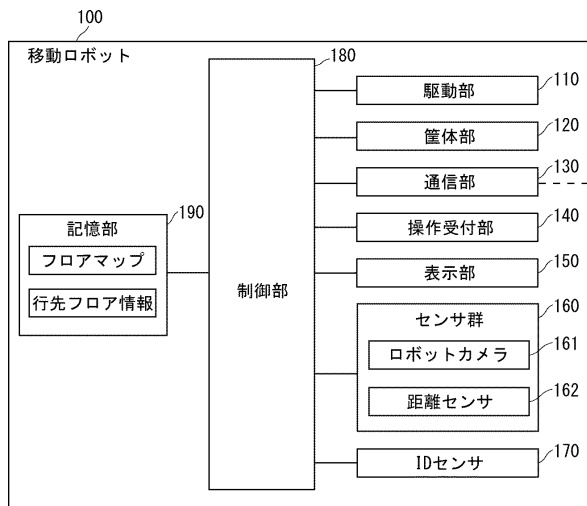 100
移動ロボット
180
制御部
190
記憶部
フロアマップ
行先フロア情報
110
駆動部
120
筐体部
130
通信部
140
操作受付部
150
表示部
160
センサ群
161
ロボットカメラ
162
距離センサ
170
IDセンサ